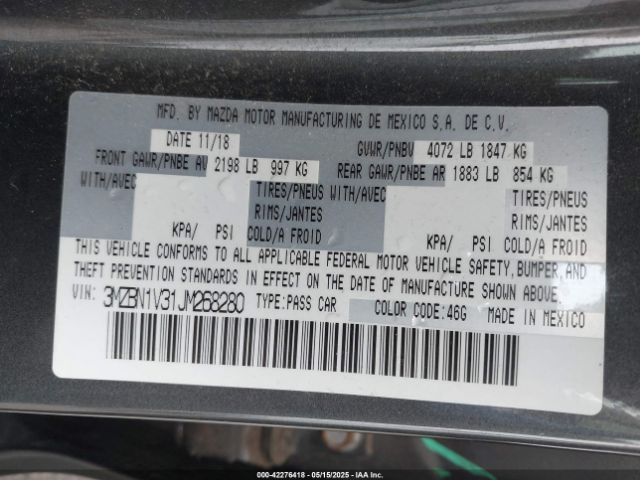 MFD. BY MAZDA MOTOR MANUFACTURING DE MEXICO S.A. DE C.V.
DATE 11/18 GVWR/PNBV 4072 LB 1847 KG
FRONT GAWR/PNBE AV 2198 LB 997 KG REAR GAWR/PNBE AR 1883 LB 854 KG
WITH/AVEC TIRES/PNEUS WITH/AVEC TIRES/PNEUS
RIMS/JANTES RIMS/JANTES
KPA/ PSI COLD/A FROID KPA/ PSI COLD/A FROID
THIS VEHICLE CONFORMS TO ALL APPLICABLE FEDERAL MOTOR VEHICLE SAFETY, BUMPER, AND
THEFT PREVENTION STANDARDS IN EFFECT ON THE DATE OF MANUFACTURE SHOWN ABOVE.
VIN: 3MZBN1V31JM268280 TYPE:PASS CAR COLOR CODE:46G MADE IN MEXICO
000-42276418 - 05/15/2025 - IAAI Inc.